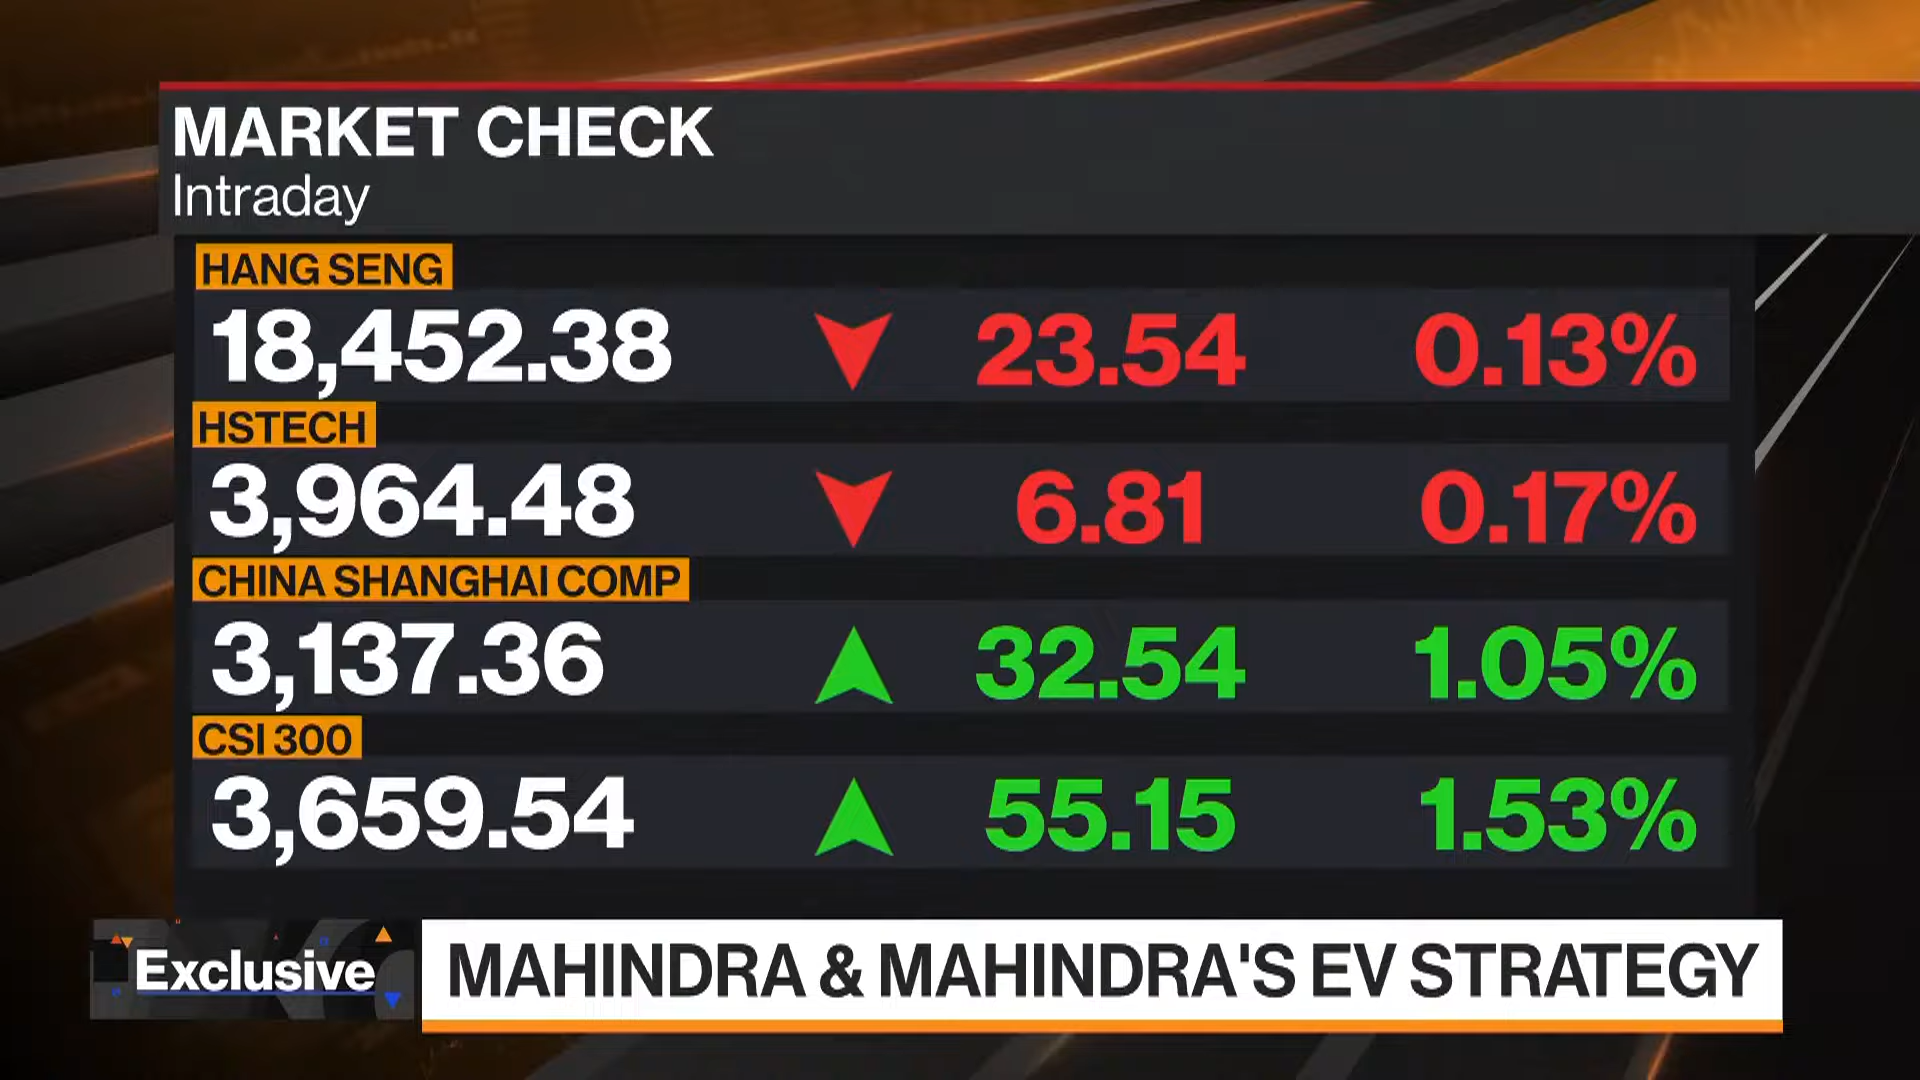 MARKET CHECK
Intraday
HANG SENG
18,452.38 23.54 0.13%
HSTECH
3,964.48 6.81 0.17%
CHINA SHANGHAI COMP
3,137.36 32.54 1.05%
CSI 300
3,659.54 55.15 1.53%
Exclusive MAHINDRA & MAHINDRA'S EV STRATEGY